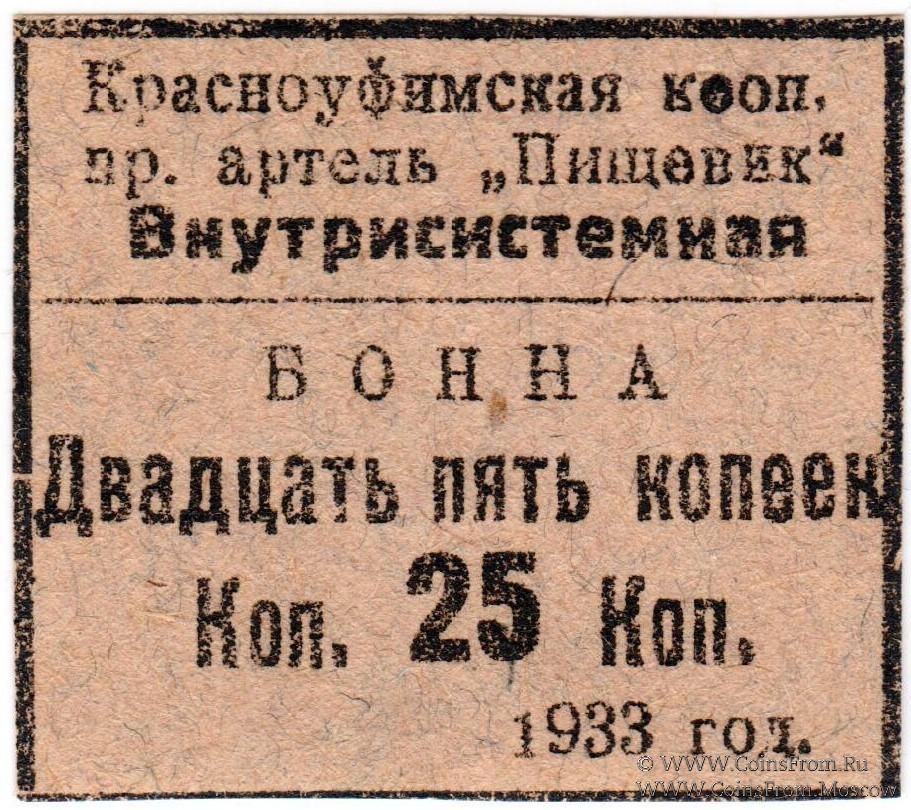 Красноуфимская кооп.
пр. артель „Пищевик“
Внутрисистемная
БОННА
Двадцать пять копеек
Коп. 25 Коп.
1933 год.
© WWW.CoinsFrom.Ru
WWW.CoinsFrom.Moscow